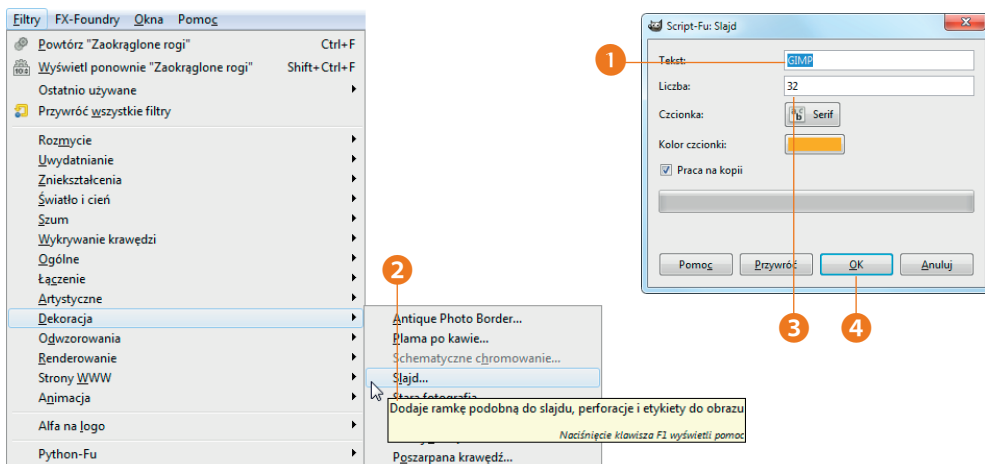 Filtry FX-Foundry Okna Pomoc
Powtórz "Zaokrąglone rogi" Ctrl+F
Wyświetl ponownie "Zaokrąglone rogi" Shift+Ctrl+F
Ostatnio używane
Przywróć wszystkie filtry
Rozmycie
Uwydatnianie
Zniekształcenia
Światło i cień
Szum
Wykrywanie krawędzi
Ogólne
Łączenie
Artystyczne
Dekoracja
Odwzorowania
Renderowanie
Strony WWW
Animacja
Alfa na logo
Python-Fu
2
Antique Photo Border...
Plama po kawie...
Schematyczne chromowanie...
Slajd...
Stara fotografia...
Dodaje ramkę podobną do slajdu, perforacje i etykiety do obrazu
Naciśnięcie klawisza F1 wyświetli pomoc
Poszarpana krawędź...
Script-Fu: Slajd
1
Tekst: GIMP
Liczba: 32
Czcionka: Serif
Kolor czcionki:
Praca na kopii
Pomoc Przywróć OK Anuluj
3 4